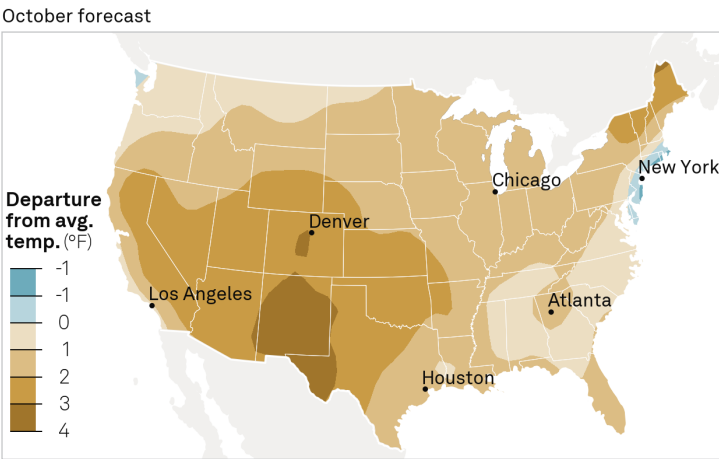 October forecast
New York
Chicago
Departure
from avg.
temp. (ºF)
Denver
-1
-1
0
1
2
3
4
Los Angeles
Atlanta
Houston